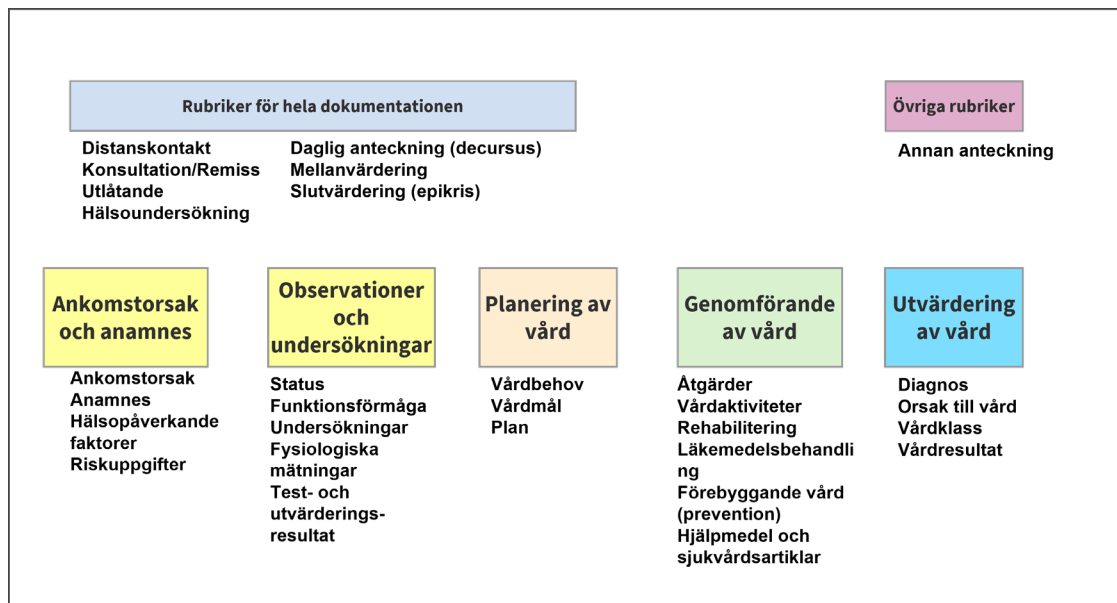 Rubriker för hela dokumentationen
Distanskontakt
Konsultation/Remiss
Utlåtande
Hälsoundersökning
Daglig anteckning (decursus)
Mellanvärdering
Slutvärdering (epikris)
Övriga rubriker
Annan anteckning
Ankomstorsak
och anamnes
Ankomstorsak
Anamnes
Hälsopåverkande
faktorer
Riskuppgifter
Observationer
och
undersökningar
Status
Funktionsförmåga
Undersökningar
Fysiologiska
mätningar
Test- och
utvärderings-
resultat
Planering av
vård
Vårdbehov
Vårdmål
Plan
Genomförande
av vård
Åtgärder
Vårdaktiviteter
Rehabilitering
Läkemedelsbehandli
ng
Förebyggande vård
(prevention)
Hjälpmedel och
sjukvårdsartiklar
Utvärdering
av vård
Diagnos
Orsak till vård
Vårdklass
Vårdresultat